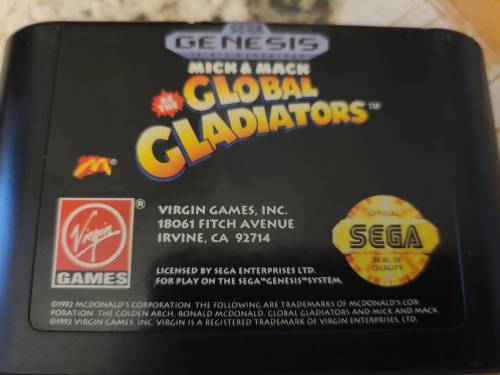 SEGA
GENESIS
MICK & MACK
AS THE
GLOBAL
GLADIATORS™
M®
Virgin®
GAMES
VIRGIN GAMES, INC.
18061 FITCH AVENUE
IRVINE, CA 92714
OFFICIAL
SEGA
SEAL OF
QUALITY
LICENSED BY SEGA ENTERPRISES LTD.
FOR PLAY ON THE SEGA™GENESIS™SYSTEM.
©1992 MCDONALD'S CORPORATION. THE FOLLOWING ARE TRADEMARKS OF MCDONALD'S COR-
PORATION: THE GOLDEN ARCH, RONALD MCDONALD, GLOBAL GLADIATORS AND MICK AND MACK.
©1992 VIRGIN GAMES, INC. VIRGIN IS A REGISTERED TRADEMARK OF VIRGIN ENTERPRISES, LTD.